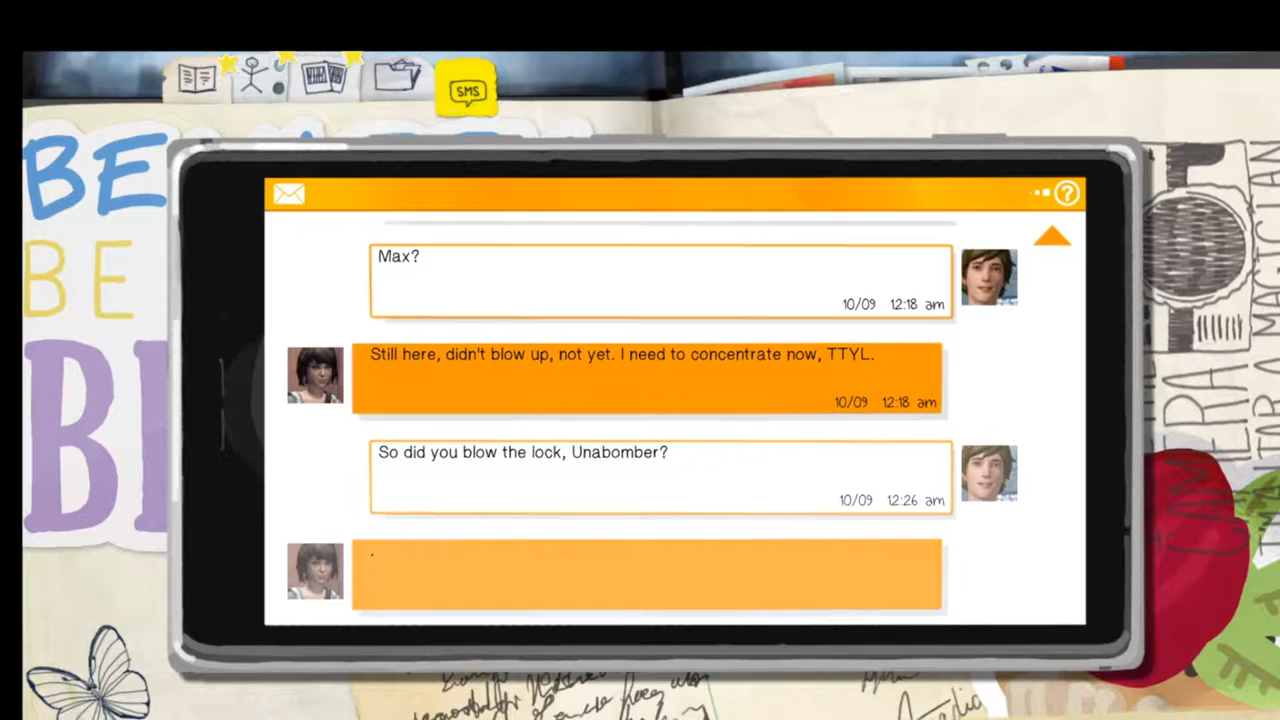 SMS
BE
Max?
10/09 12:18 am
Still here, didn't blow up, not yet. I need to concentrate now, TTYL.
10/09 12:18 am
BE
So did you blow the lock, Unabomber?
10/09 12:26 am
.
CAMERA
MAGICIAN